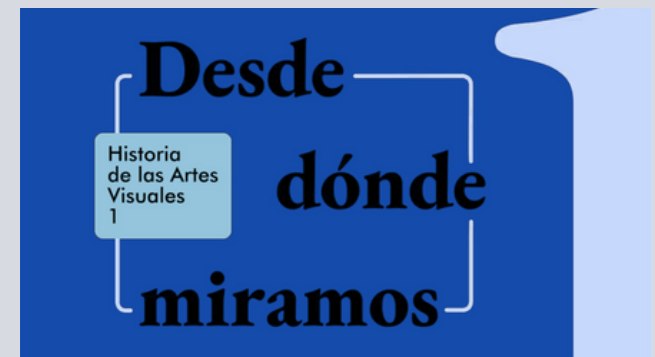 Desde
Historia
de las Artes
Visuales
1
dónde
miramos